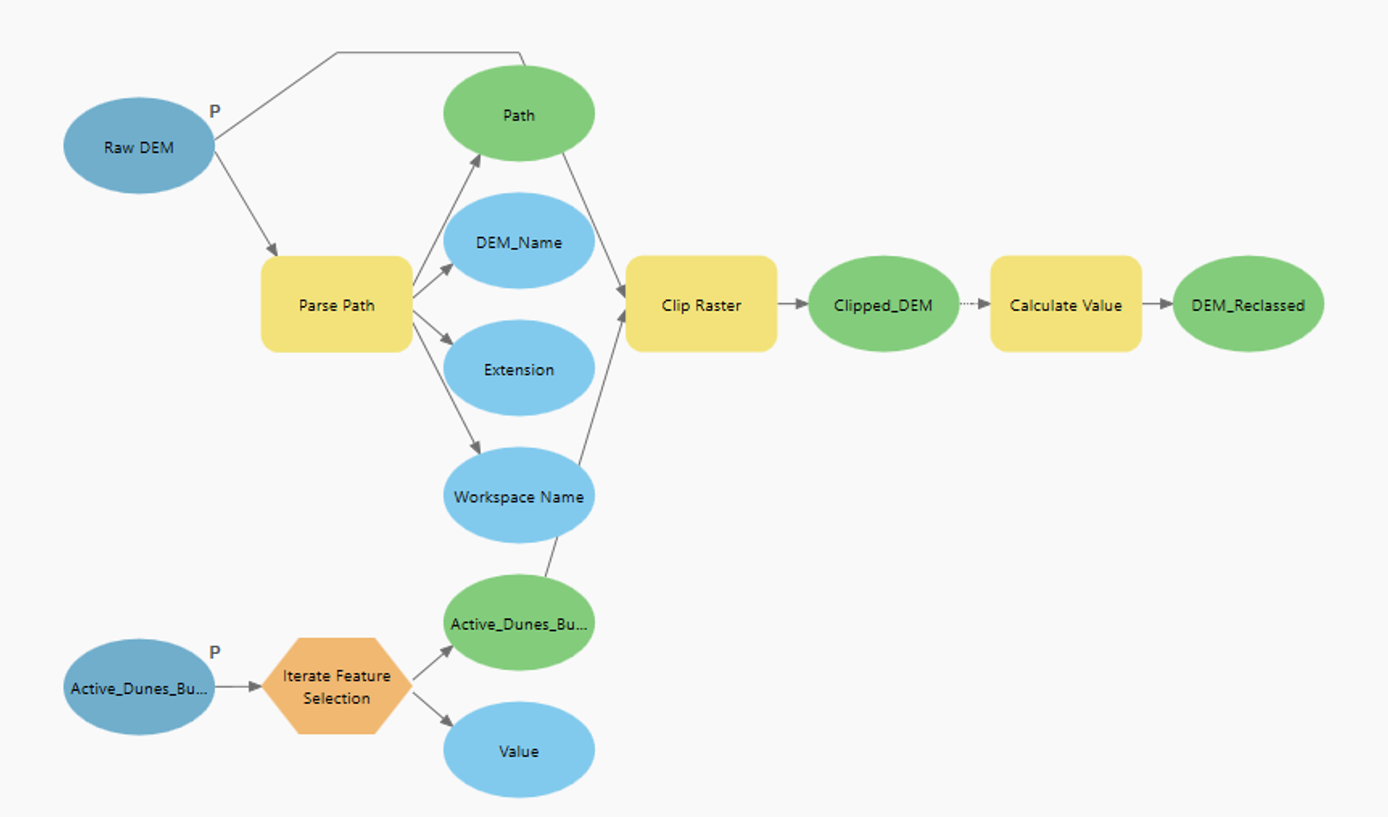 P
Raw DEM
Path
DEM_Name
Parse Path
Clip Raster
Clipped_DEM
Calculate Value
DEM_Reclassed
Extension
Workspace Name
Active_Dunes_Bu...
P
Active_Dunes_Bu...
Iterate Feature
Selection
Value